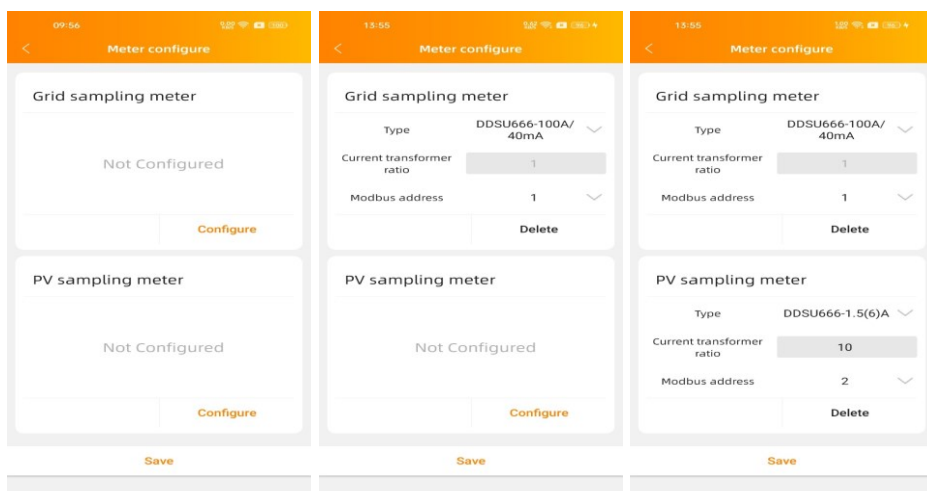 09:56
Meter configure
Grid sampling meter
Not Configured
Configure
PV sampling meter
Not Configured
Configure
Save
13:55
Meter configure
Grid sampling meter
Type
DDSU666-100A/
40mA
Current transformer
ratio
1
Modbus address
1
Delete
PV sampling meter
Not Configured
Configure
Save
13:55
Meter configure
Grid sampling meter
Type
DDSU666-100A/
40mA
Current transformer
ratio
1
Modbus address
1
Delete
PV sampling meter
Type
DDSU666-1.5(6)A
Current transformer
ratio
10
Modbus address
2
Delete
Save